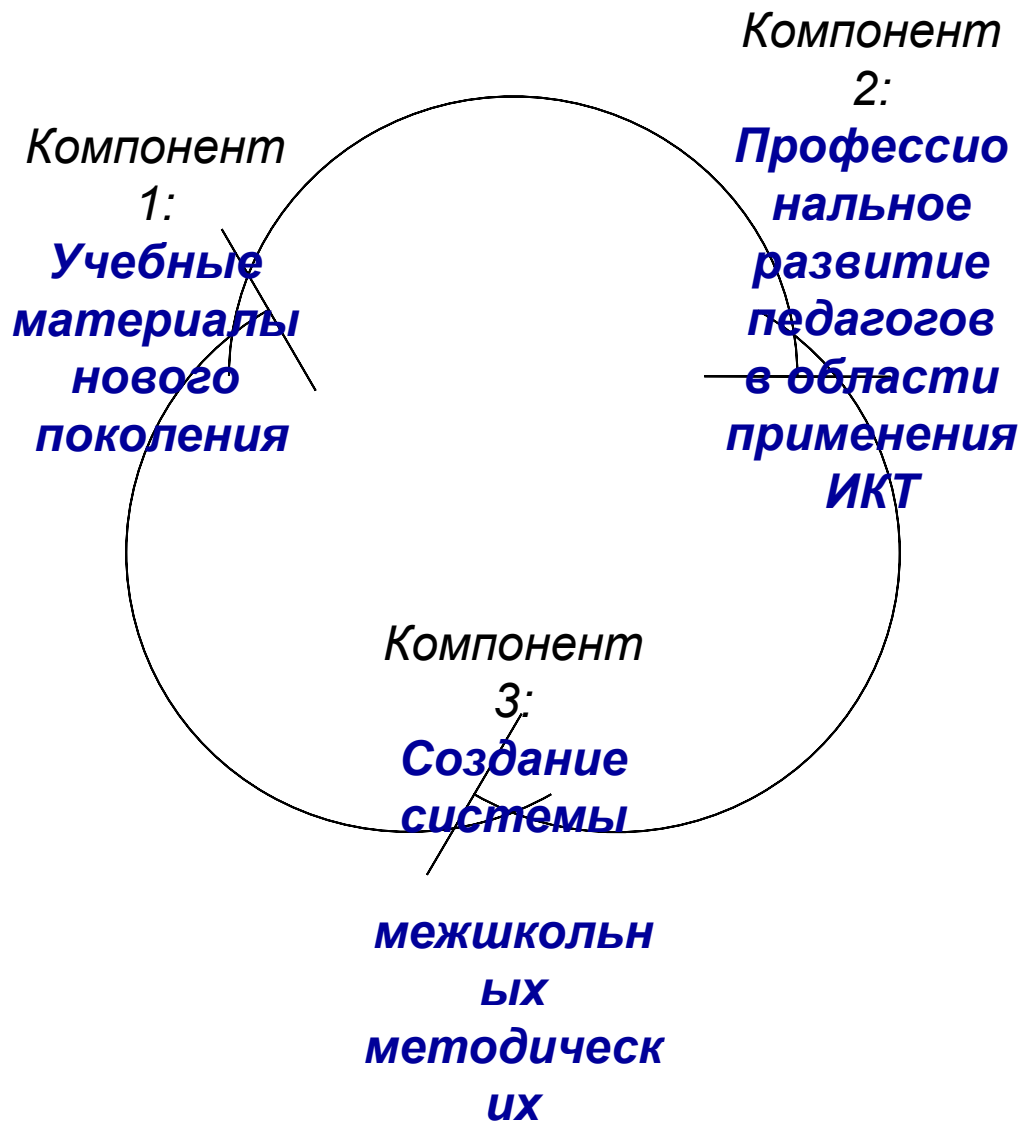 Компонент
1:
Учебные
материалы
нового
поколения
Компонент
2:
Профессио
нальное
развитие
педагогов
в области
применения
ИКТ
Компонент
3:
Создание
системы
межшкольн
ых
методическ
их